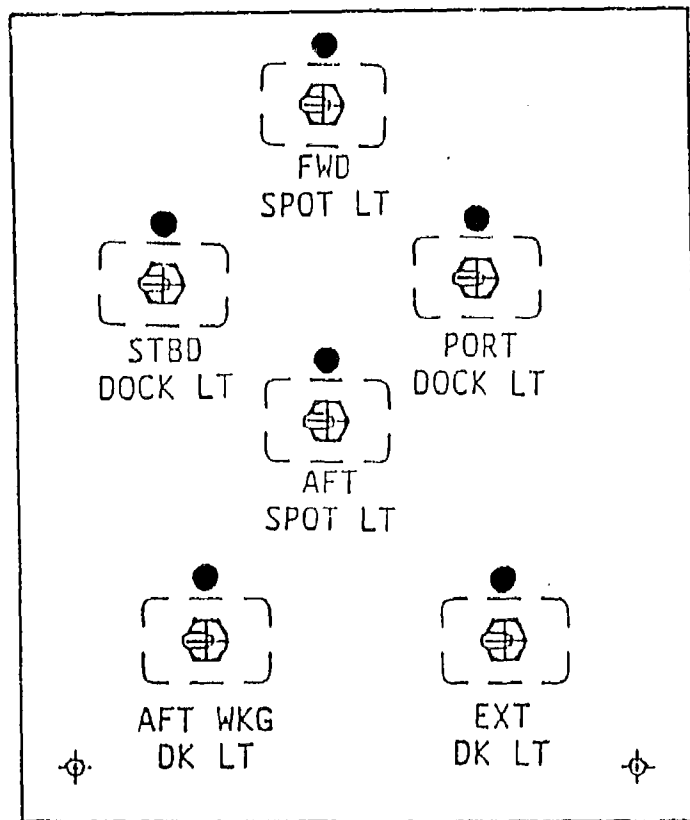 FWD
SPOT LT
STBD
DOCK LT
PORT
DOCK LT
AFT
SPOT LT
AFT WKG
DK LT
EXT
DK LT